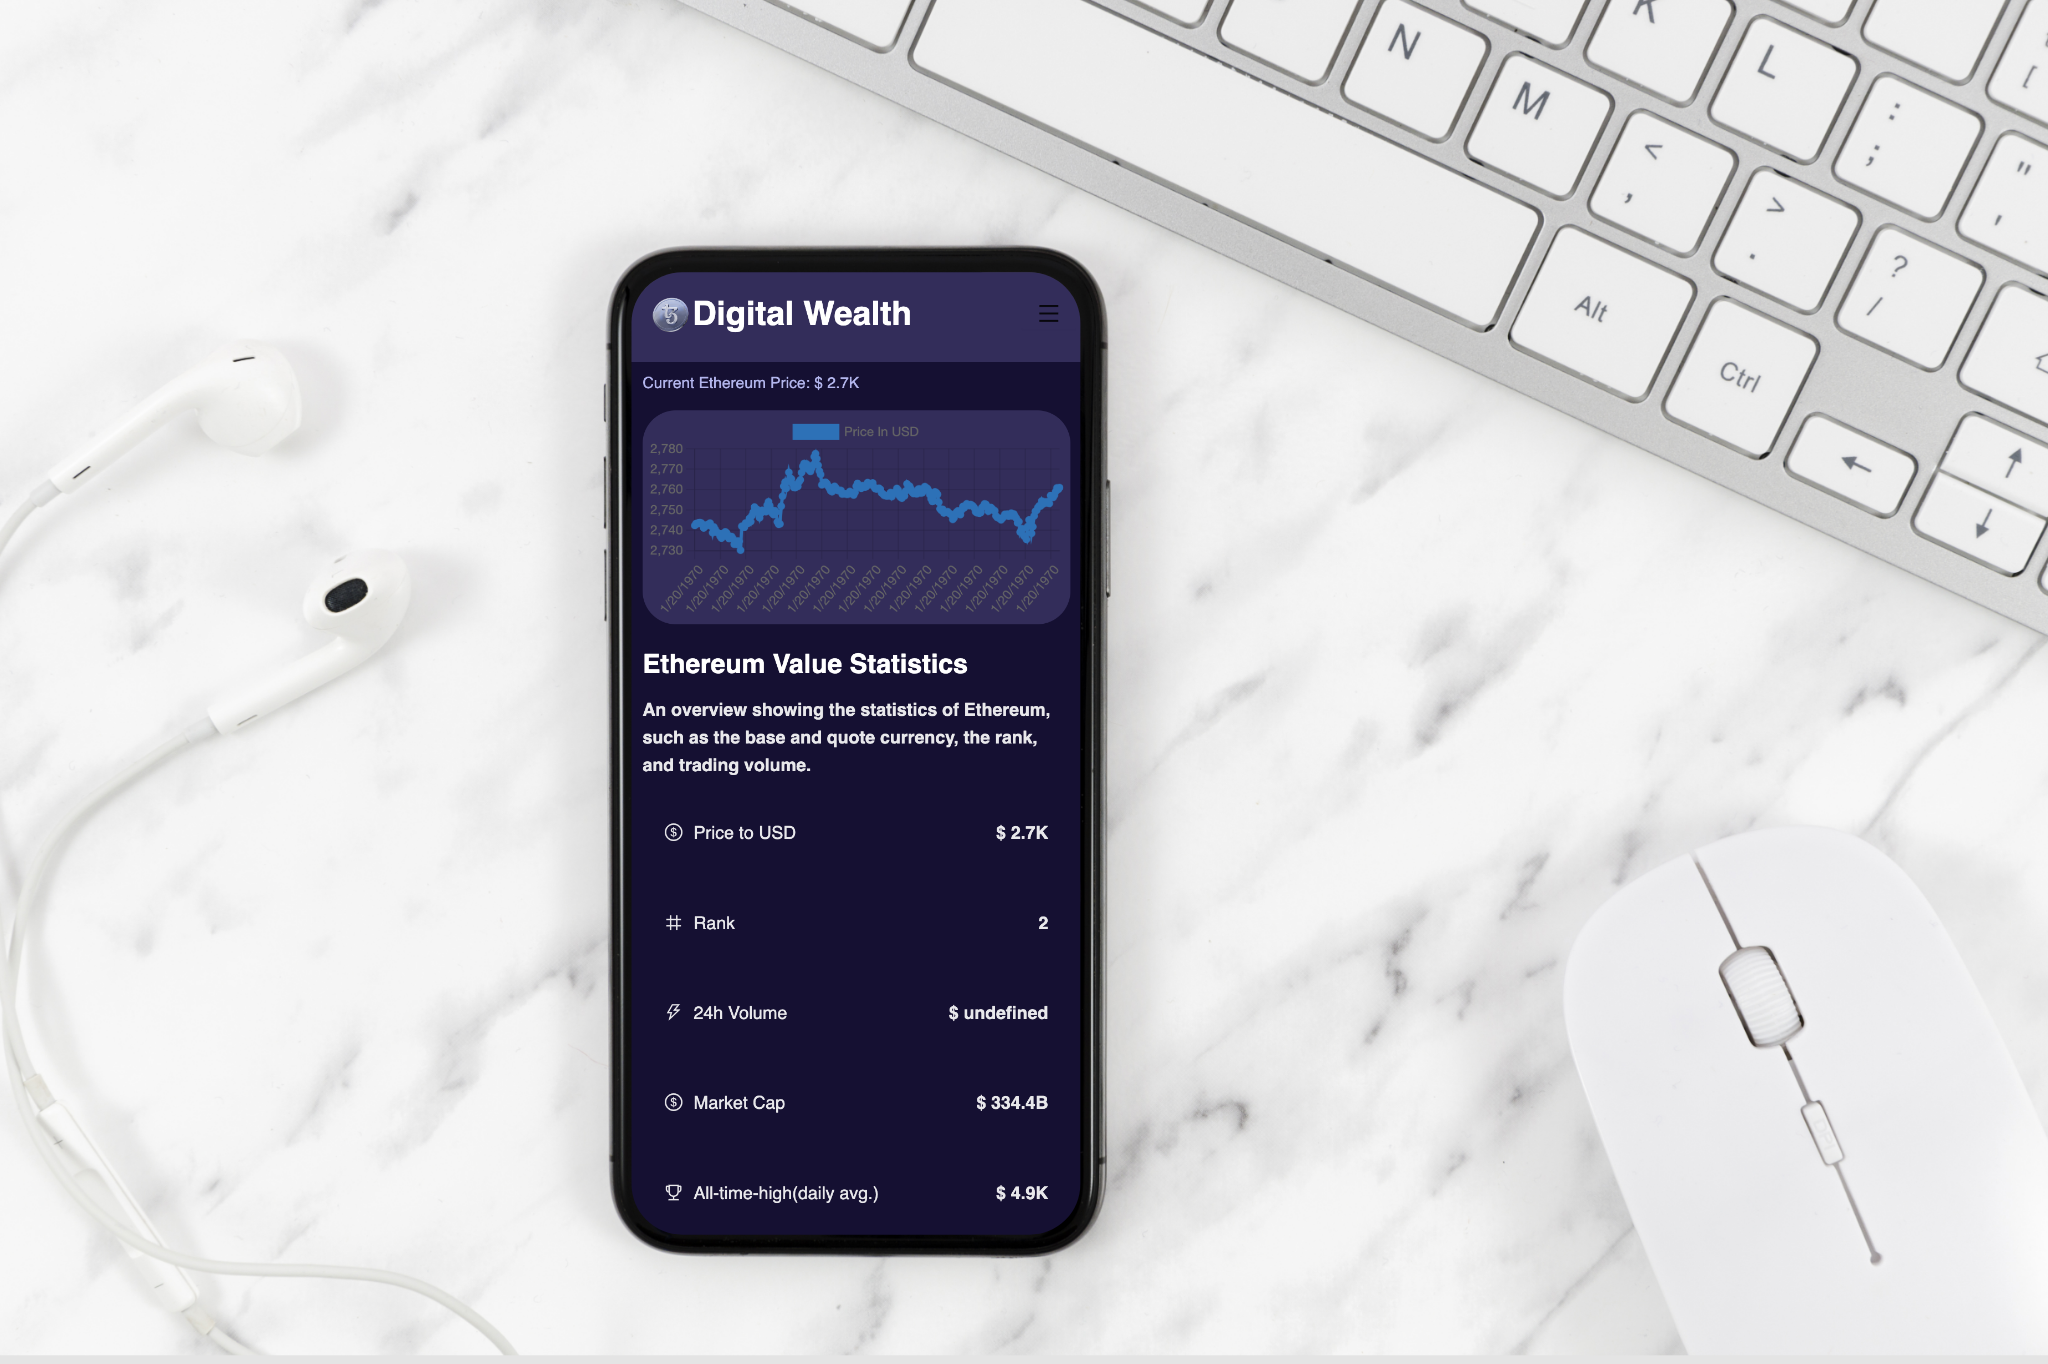 K
N
L
M
:
;
[
<
,
"
,
>
.
?
/
Alt
Ctrl
Digital Wealth
Current Ethereum Price: $ 2.7K
Price In USD
2,780
2,770
2,760
2,750
2,740
2,730
1/20/1970 1/20/1970 1/20/1970 1/20/1970 1/20/1970 1/20/1970 1/20/1970 1/20/1970 1/20/1970 1/20/1970 1/20/1970 1/20/1970 1/20/1970 1/20/1970 1/20/1970
Ethereum Value Statistics
An overview showing the statistics of Ethereum,
such as the base and quote currency, the rank,
and trading volume.
Price to USD $ 2.7K
Rank 2
24h Volume $ undefined
Market Cap $ 334.4B
All-time-high(daily avg.) $ 4.9K